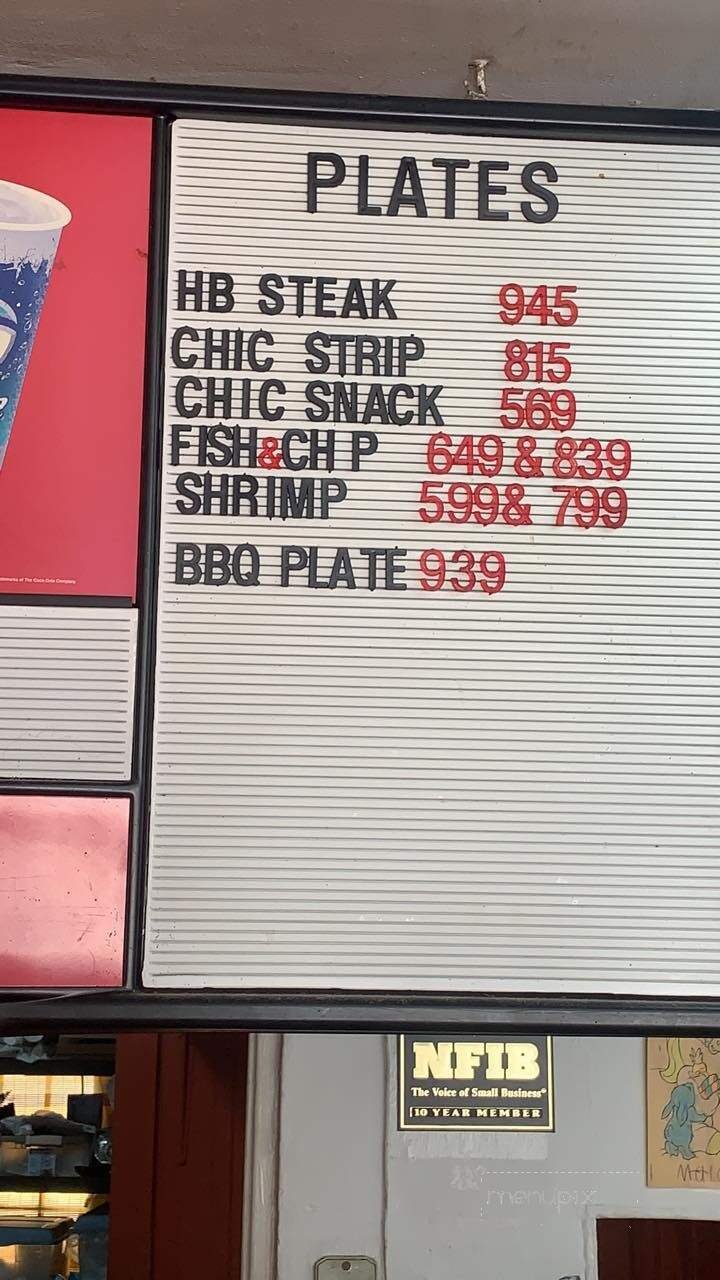 PLATES
HB STEAK 945
CHIC STRIP 815
CHIC SNACK 569
FISH&CH P 649 & 839
SHRIMP 599& 799
BBQ PLATE 939
NFIB
The Voice of Small Business®
10 YEAR MEMBER
menupix